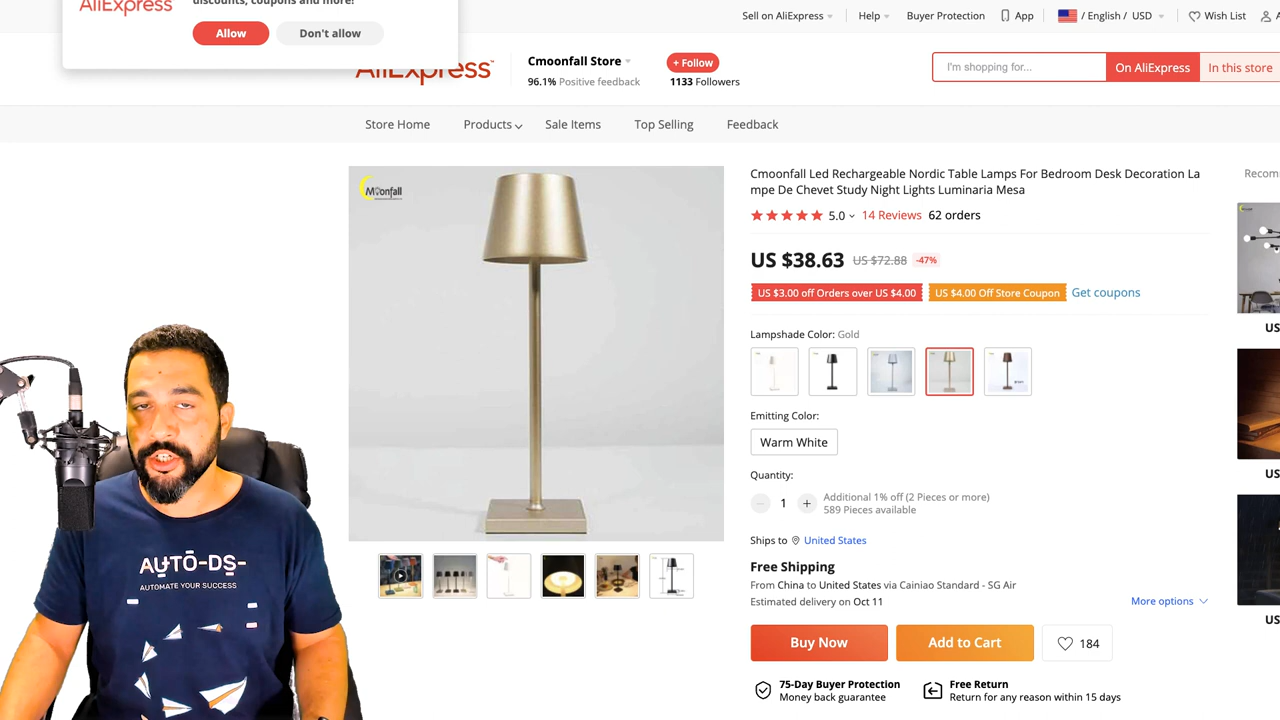 discounts, coupons and more!
AliExpress
Allow
Don't allow
Sell on AliExpress
Help
Buyer Protection
App
/ English / USD
Wish List
AliExpress™
Cmoonfall Store
96.1% Positive feedback
+ Follow
1133 Followers
I'm shopping for...
On AliExpress
In this store
Store Home
Products
Sale Items
Top Selling
Feedback
Moonfall
Cmoonfall Led Rechargeable Nordic Table Lamps For Bedroom Desk Decoration La
mpe De Chevet Study Night Lights Luminaria Mesa
5.0
14 Reviews
62 orders
US $38.63
US $72.88
-47%
US $3.00 off Orders over US $4.00
US $4.00 Off Store Coupon
Get coupons
Lampshade Color: Gold
Emitting Color:
Warm White
Quantity:
1
Additional 1% off (2 Pieces or more)
589 Pieces available
Ships to
United States
Free Shipping
From China to United States via Cainiao Standard - SG Air
Estimated delivery on Oct 11
More options
Buy Now
Add to Cart
184
75-Day Buyer Protection
Money back guarantee
Free Return
Return for any reason within 15 days
Recom
US
US
US
AUTO-DS-
AUTOMATE YOUR SUCCESS